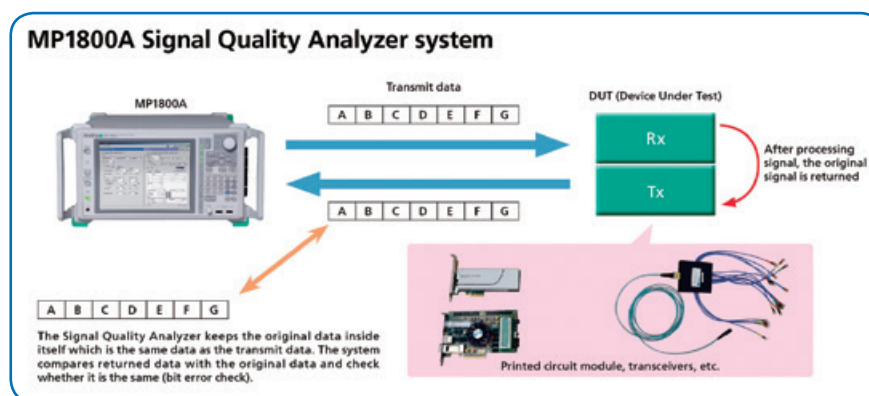 MP1800A Signal Quality Analyzer system
Transmit data
MP1800A
DUT (Device Under Test)
A B C D E F G
Rx
After processing
signal, the original
signal is returned
Tx
A B C D E F G
A B C D E F G
The Signal Quality Analyzer keeps the original data inside
itself which is the same data as the transmit data. The system
compares returned data with the original data and check
whether it is the same (bit error check).
Printed circuit module, transceivers, etc.